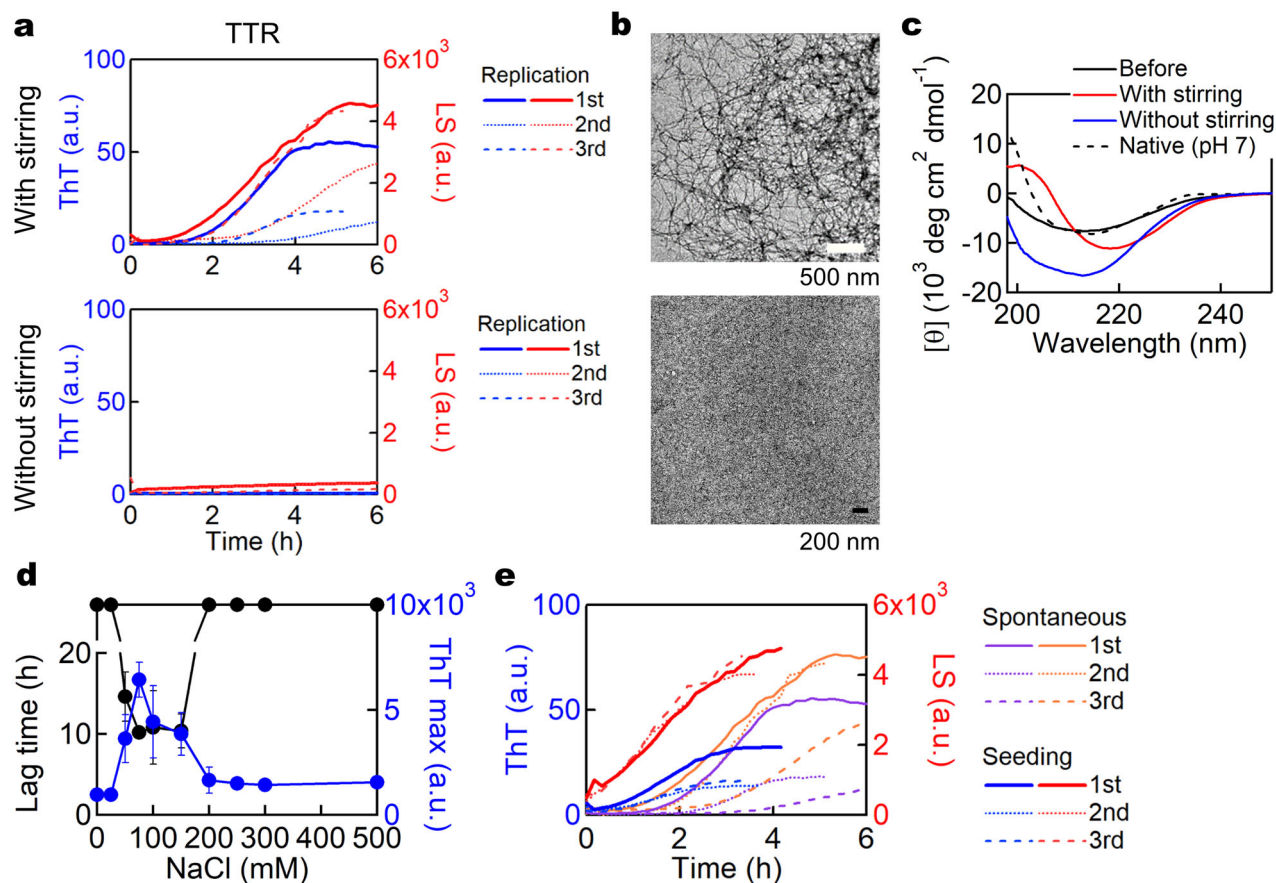 a
TTR
With stirring
ThT (a.u.)
100
50
0
6x10³
4
2
0
LS (a.u.)
0 2 4 6
Replication
1st
2nd
3rd
Without stirring
ThT (a.u.)
100
50
0
6x10³
4
2
0
LS (a.u.)
0 2 4 6
Time (h)
Replication
1st
2nd
3rd
b
500 nm
200 nm
c
Before
With stirring
Without stirring
Native (pH 7)
[θ] (10³ deg cm² dmol⁻¹)
20
10
0
-10
-20
200 220 240
Wavelength (nm)
d
Lag time (h)
20
10
0
10x10³
5
0
ThT max (a.u.)
0 100 200 300 400 500
NaCl (mM)
e
ThT (a.u.)
100
50
0
6x10³
4
2
0
LS (a.u.)
0 2 4 6
Time (h)
Spontaneous
1st
2nd
3rd
Seeding
1st
2nd
3rd